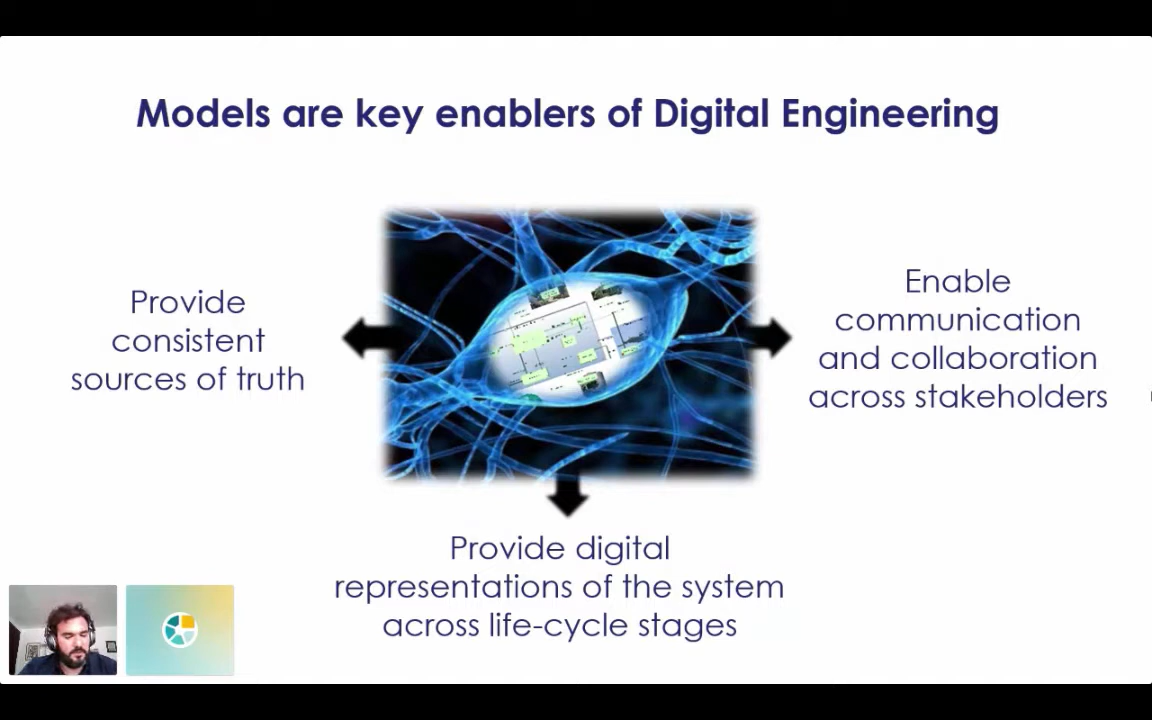 Models are key enablers of Digital Engineering
Provide
consistent
sources of truth
Enable
communication
and collaboration
across stakeholders
Provide digital
representations of the system
across life-cycle stages